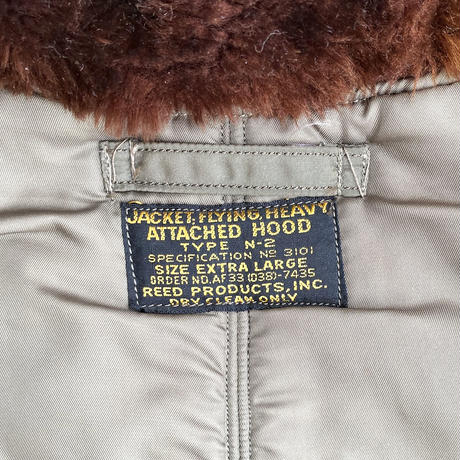 JACKET, FLYING, HEAVY
ATTACHED HOOD
TYPE N-2
SPECIFICATION Nº 3101
SIZE EXTRA LARGE
ORDER NO. AF33 (038)-7435
REED PRODUCTS, INC.
DRY CLEAN ONLY